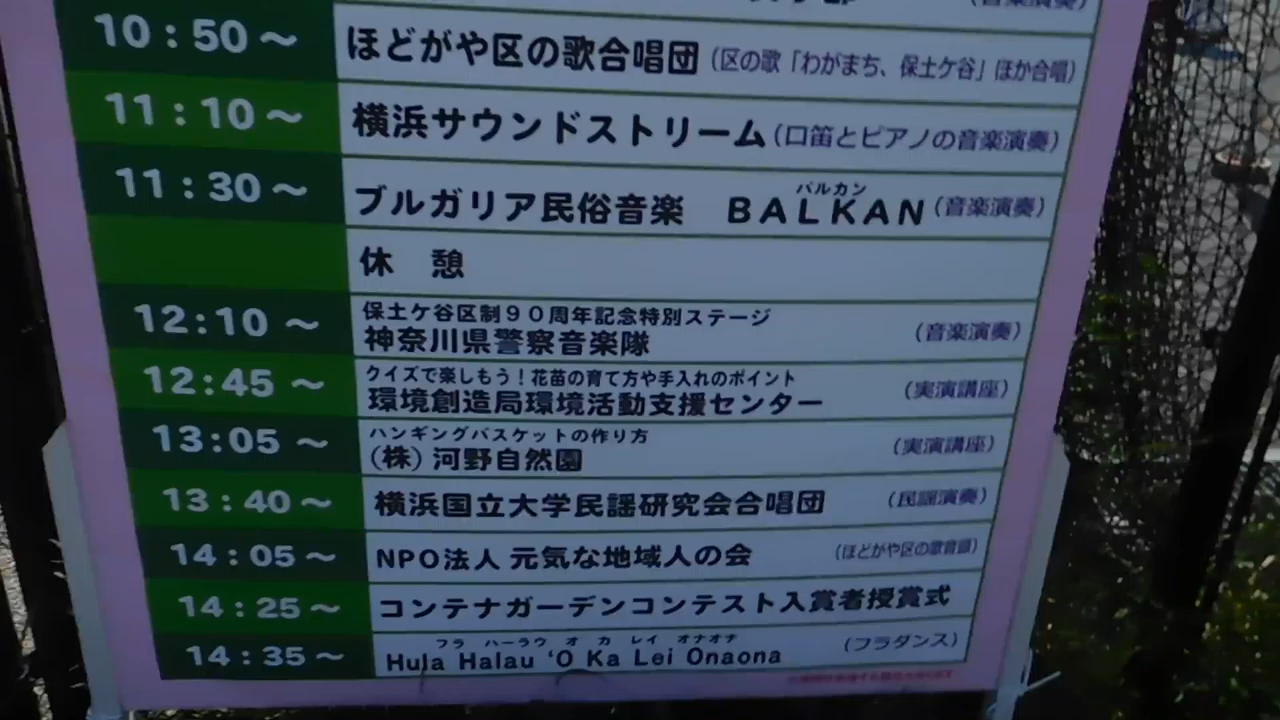 (音楽演奏)
10:50～ ほどがや区の歌合唱団 (区の歌「わがまち、保土ケ谷」ほか合唱)
11:10～ 横浜サウンドストリーム (口笛とピアノの音楽演奏)
バルカン
11:30～ ブルガリア民俗音楽 BALKAN (音楽演奏)
休 憩
保土ケ谷区制90周年記念特別ステージ
12:10～ 神奈川県警察音楽隊 (音楽演奏)
クイズで楽しもう！花苗の育て方や手入れのポイント
12:45～ 環境創造局環境活動支援センター (実演講座)
ハンギングバスケットの作り方
13:05～ (株)河野自然園 (実演講座)
13:40～ 横浜国立大学民謡研究会合唱団 (民謡演奏)
14:05～ NPO法人 元気な地域人の会 (ほどがや区の歌音頭)
14:25～ コンテナガーデンコンテスト入賞者授賞式
フラ ハーラウ オ カ レイ オナオナ
14:35～ Hula Halau ‘O Ka Lei Onaona (フラダンス)